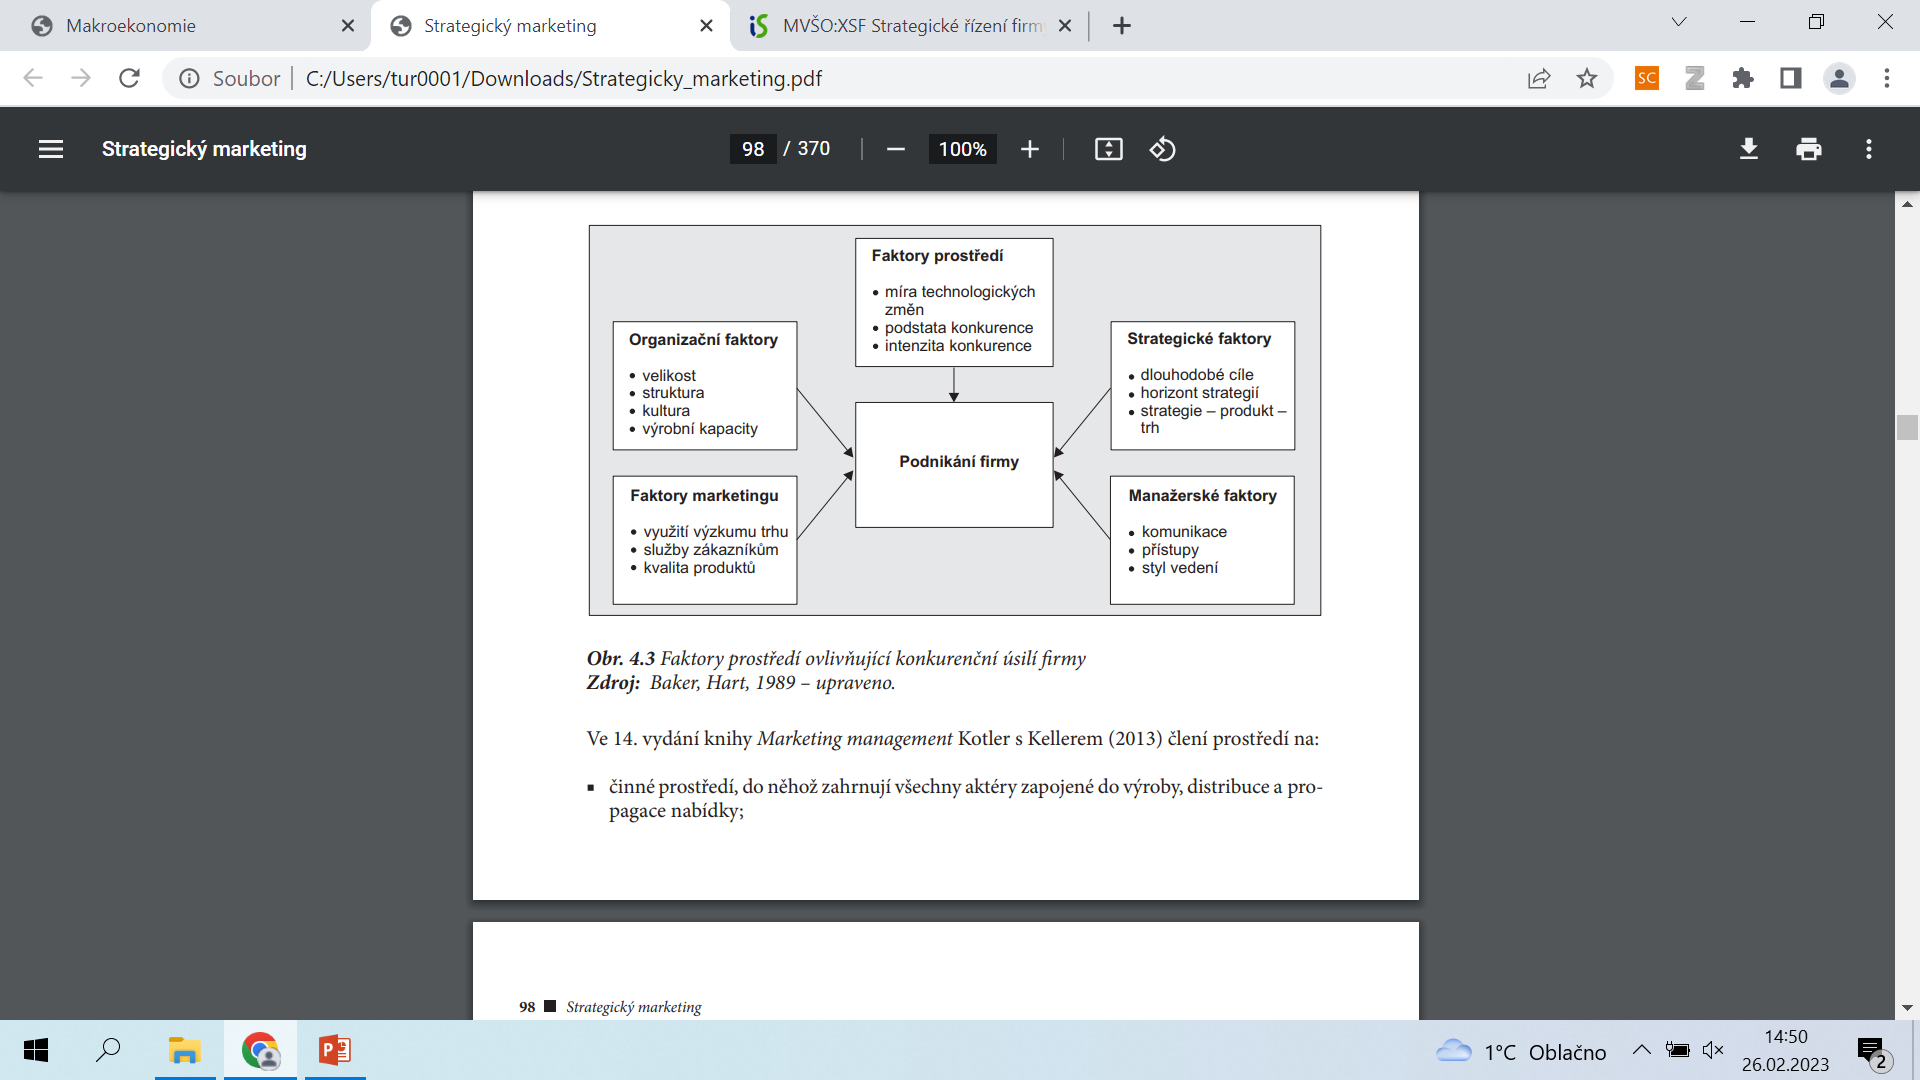 Makroekonomie
Strategický marketing
MVŠO:XSF Strategické řízení firm
Soubor
C:/Users/tur0001/Downloads/Strategicky_marketing.pdf
SC
Z
Strategický marketing
98 / 370
100%
Faktory prostředí
• míra technologických
změn
• podstata konkurence
• intenzita konkurence
Organizační faktory
• velikost
• struktura
• kultura
• výrobní kapacity
Strategické faktory
• dlouhodobé cíle
• horizont strategií
• strategie – produkt –
trh
Podnikání firmy
Faktory marketingu
• využití výzkumu trhu
• služby zákazníkům
• kvalita produktů
Manažerské faktory
• komunikace
• přístupy
• styl vedení
Obr. 4.3 Faktory prostředí ovlivňující konkurenční úsilí firmy
Zdroj: Baker, Hart, 1989 – upraveno.
Ve 14. vydání knihy Marketing management Kotler s Kellerem (2013) člení prostředí na:
▪ činné prostředí, do něhož zahrnují všechny aktéry zapojené do výroby, distribuce a pro-
pagace nabídky;
98 ■ Strategický marketing
1°C Oblačno
14:50
26.02.2023
2